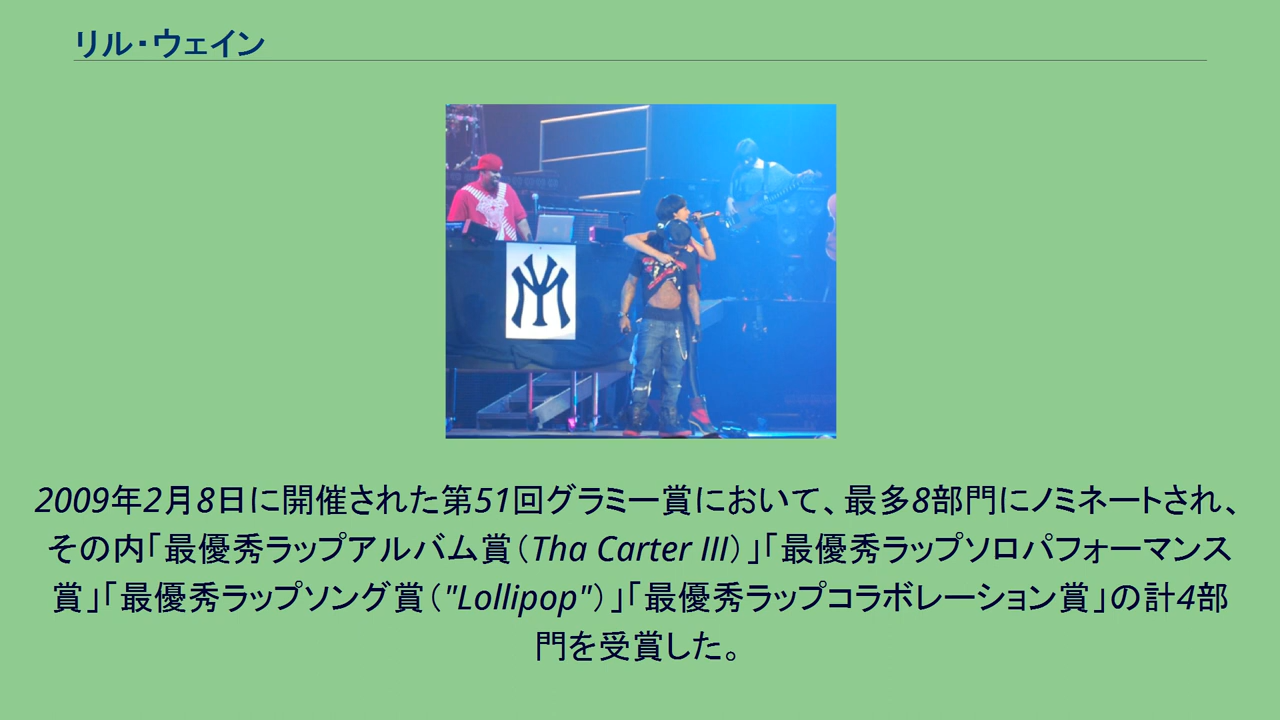 リル・ウェイン
2009年2月8日に開催された第51回グラミー賞において、最多8部門にノミネートされ、
その内「最優秀ラップアルバム賞（Tha Carter III）」「最優秀ラップソロパフォーマンス
賞」「最優秀ラップソング賞（"Lollipop"）」「最優秀ラップコラボレーション賞」の計4部
門を受賞した。